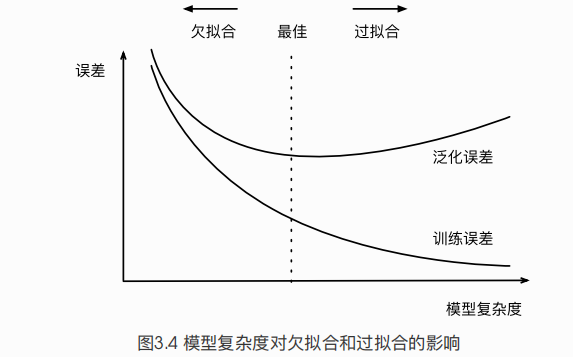 欠拟合 最佳 过拟合
误差
泛化误差
训练误差
模型复杂度
图3.4 模型复杂度对欠拟合和过拟合的影响